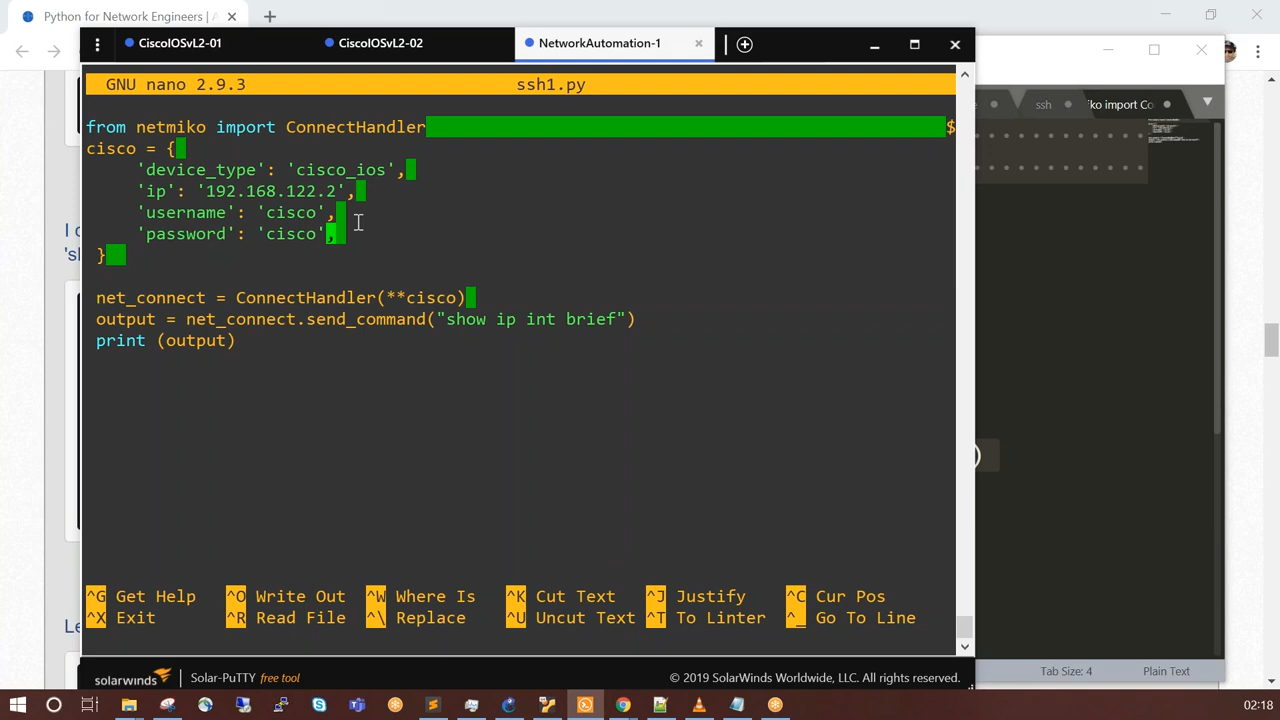 Python for Network Engineers | A
CiscoIOSvL2-01
CiscoIOSvL2-02
NetworkAutomation-1
GNU nano 2.9.3 ssh1.py
from netmiko import ConnectHandler $
cisco = {
'device_type': 'cisco_ios',
'ip': '192.168.122.2',
'username': 'cisco',
'password': 'cisco',
}
net_connect = ConnectHandler(**cisco)
output = net_connect.send_command("show ip int brief")
print (output)
^G Get Help ^O Write Out ^W Where Is ^K Cut Text ^J Justify ^C Cur Pos
^X Exit ^R Read File ^\ Replace ^U Uncut Text ^T To Linter ^_ Go To Line
solarwinds Solar-PuTTY free tool © 2019 SolarWinds Worldwide, LLC. All rights reserved.
ssh
ko import Co
I c
's
Le
Tab Size: 4 Plain Text
02:18